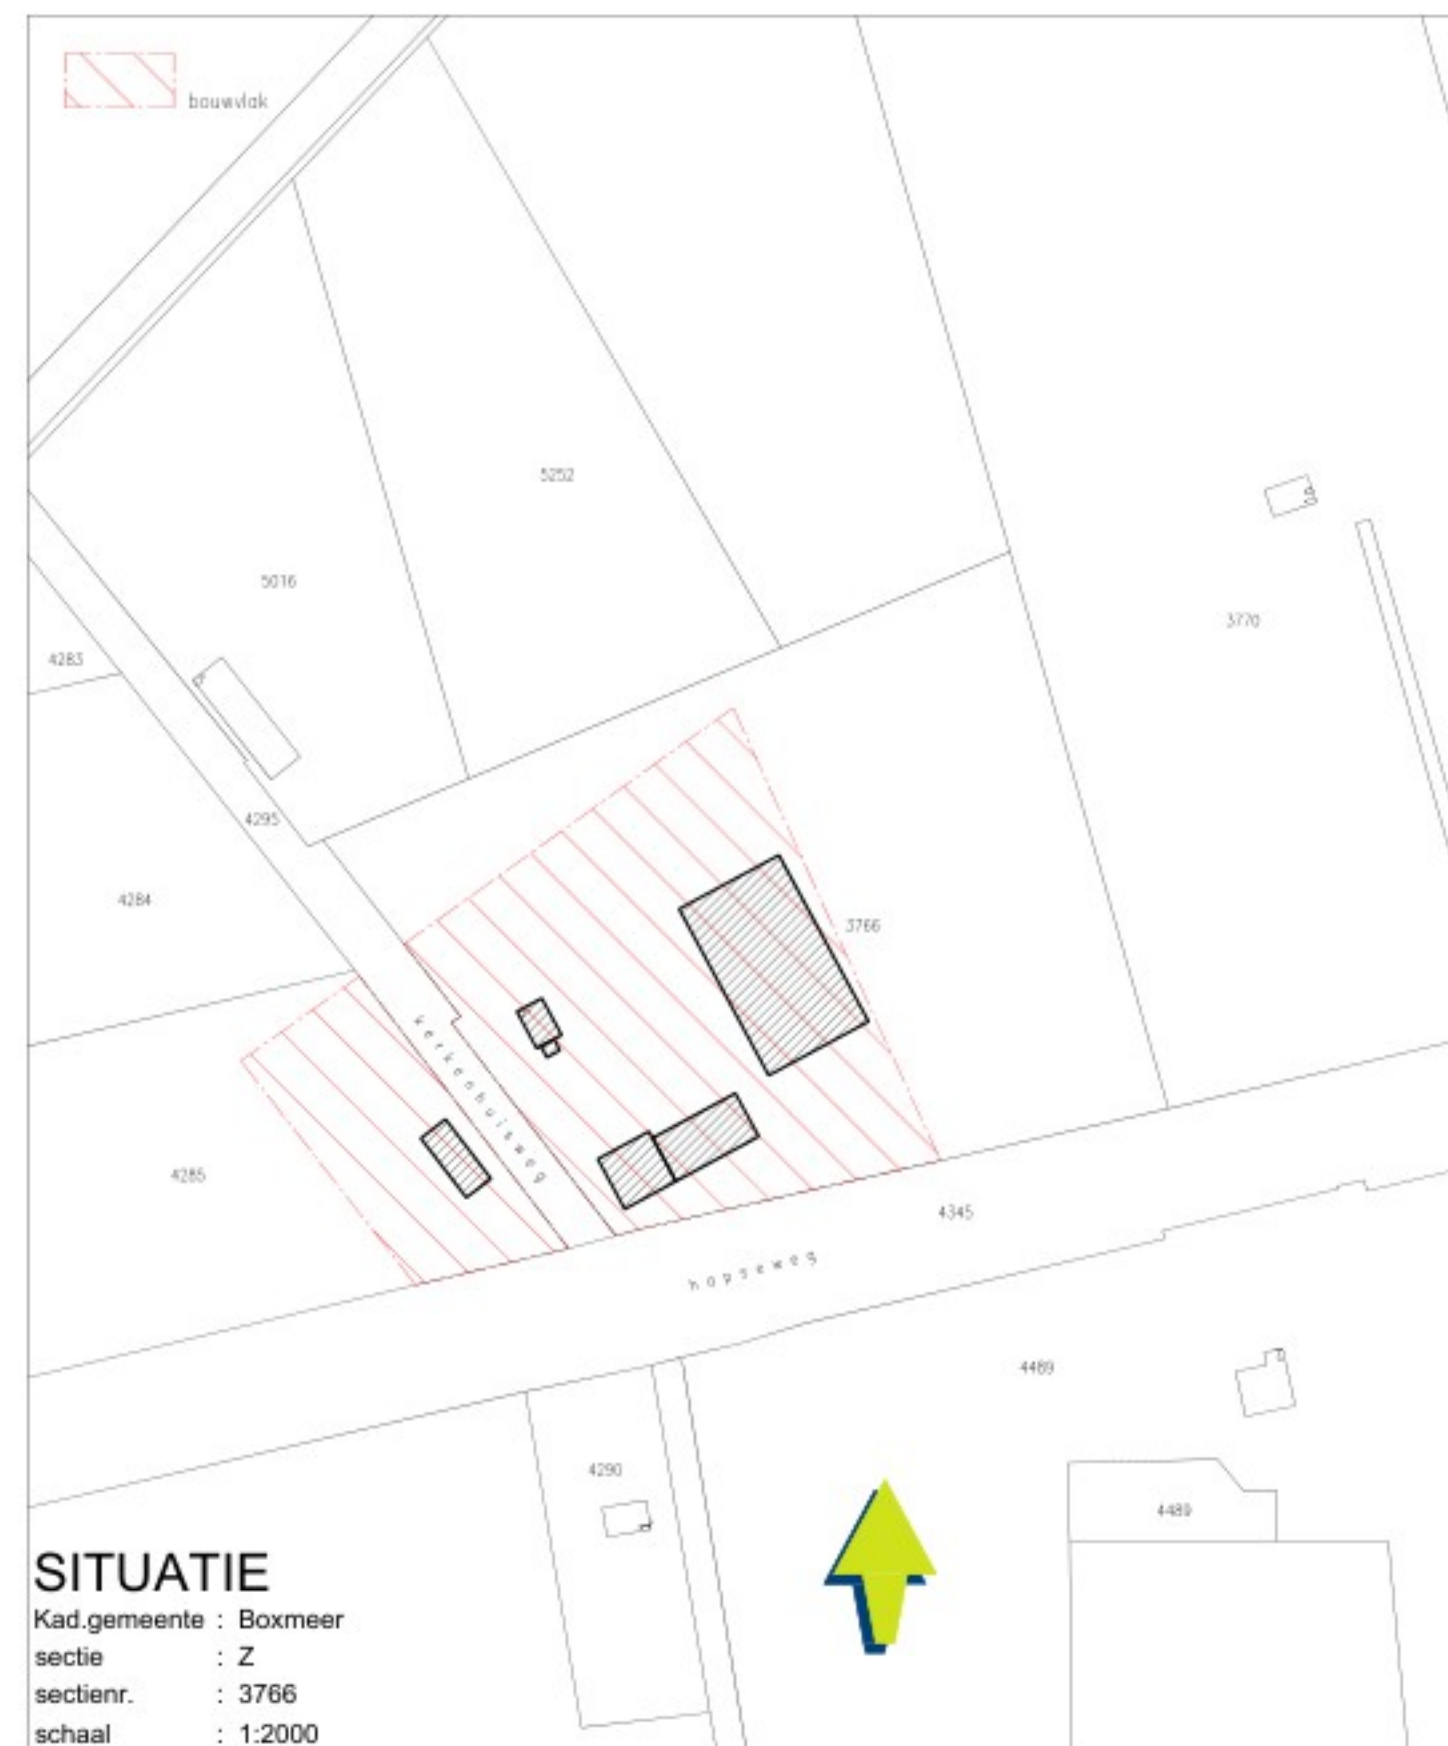 bouwvlak
5252
5016
3770
4283
4295
4284
3766
kerkenhuisweg
4285
4345
hapseweg
4489
4290
4489
SITUATIE
Kad.gemeente : Boxmeer
sectie : Z
sectienr. : 3766
schaal : 1:2000